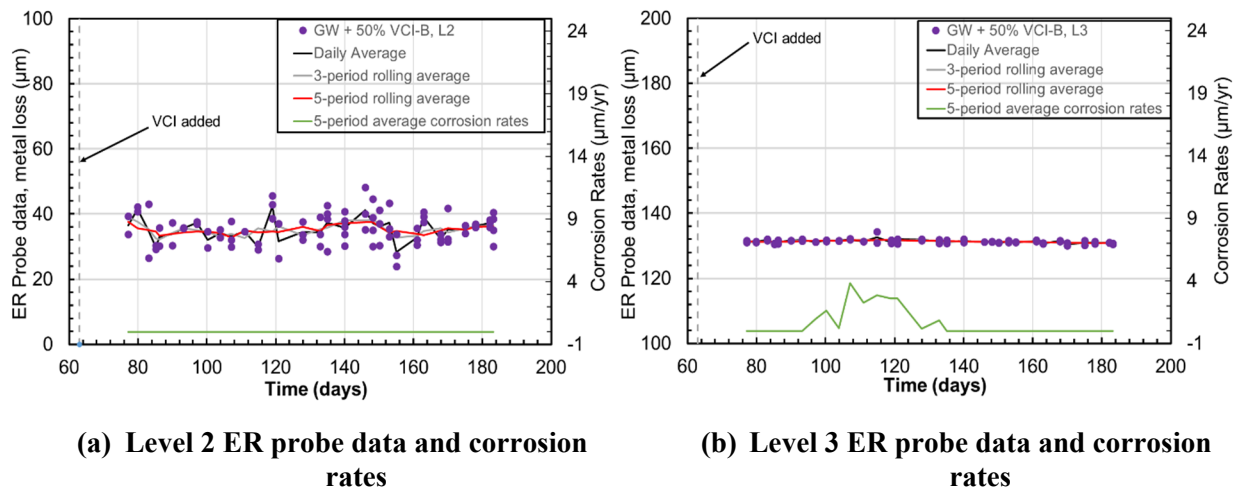 100
80
60
40
20
0
ER Probe data, metal loss (µm)
VCI added
GW + 50% VCI-B, L2
Daily Average
3-period rolling average
5-period rolling average
5-period average corrosion rates
24
19
14
9
4
-1
Corrosion Rates (µm/yr)
60 80 100 120 140 160 180 200
Time (days)
200
180
160
140
120
100
ER Probe data, metal loss (µm)
VCI added
GW + 50% VCI-B, L3
Daily Average
3-period rolling average
5-period rolling average
5-period average corrosion rates
24
19
14
9
4
-1
Corrosion Rates (µm/yr)
60 80 100 120 140 160 180 200
Time (days)
(a) Level 2 ER probe data and corrosion
rates
(b) Level 3 ER probe data and corrosion
rates